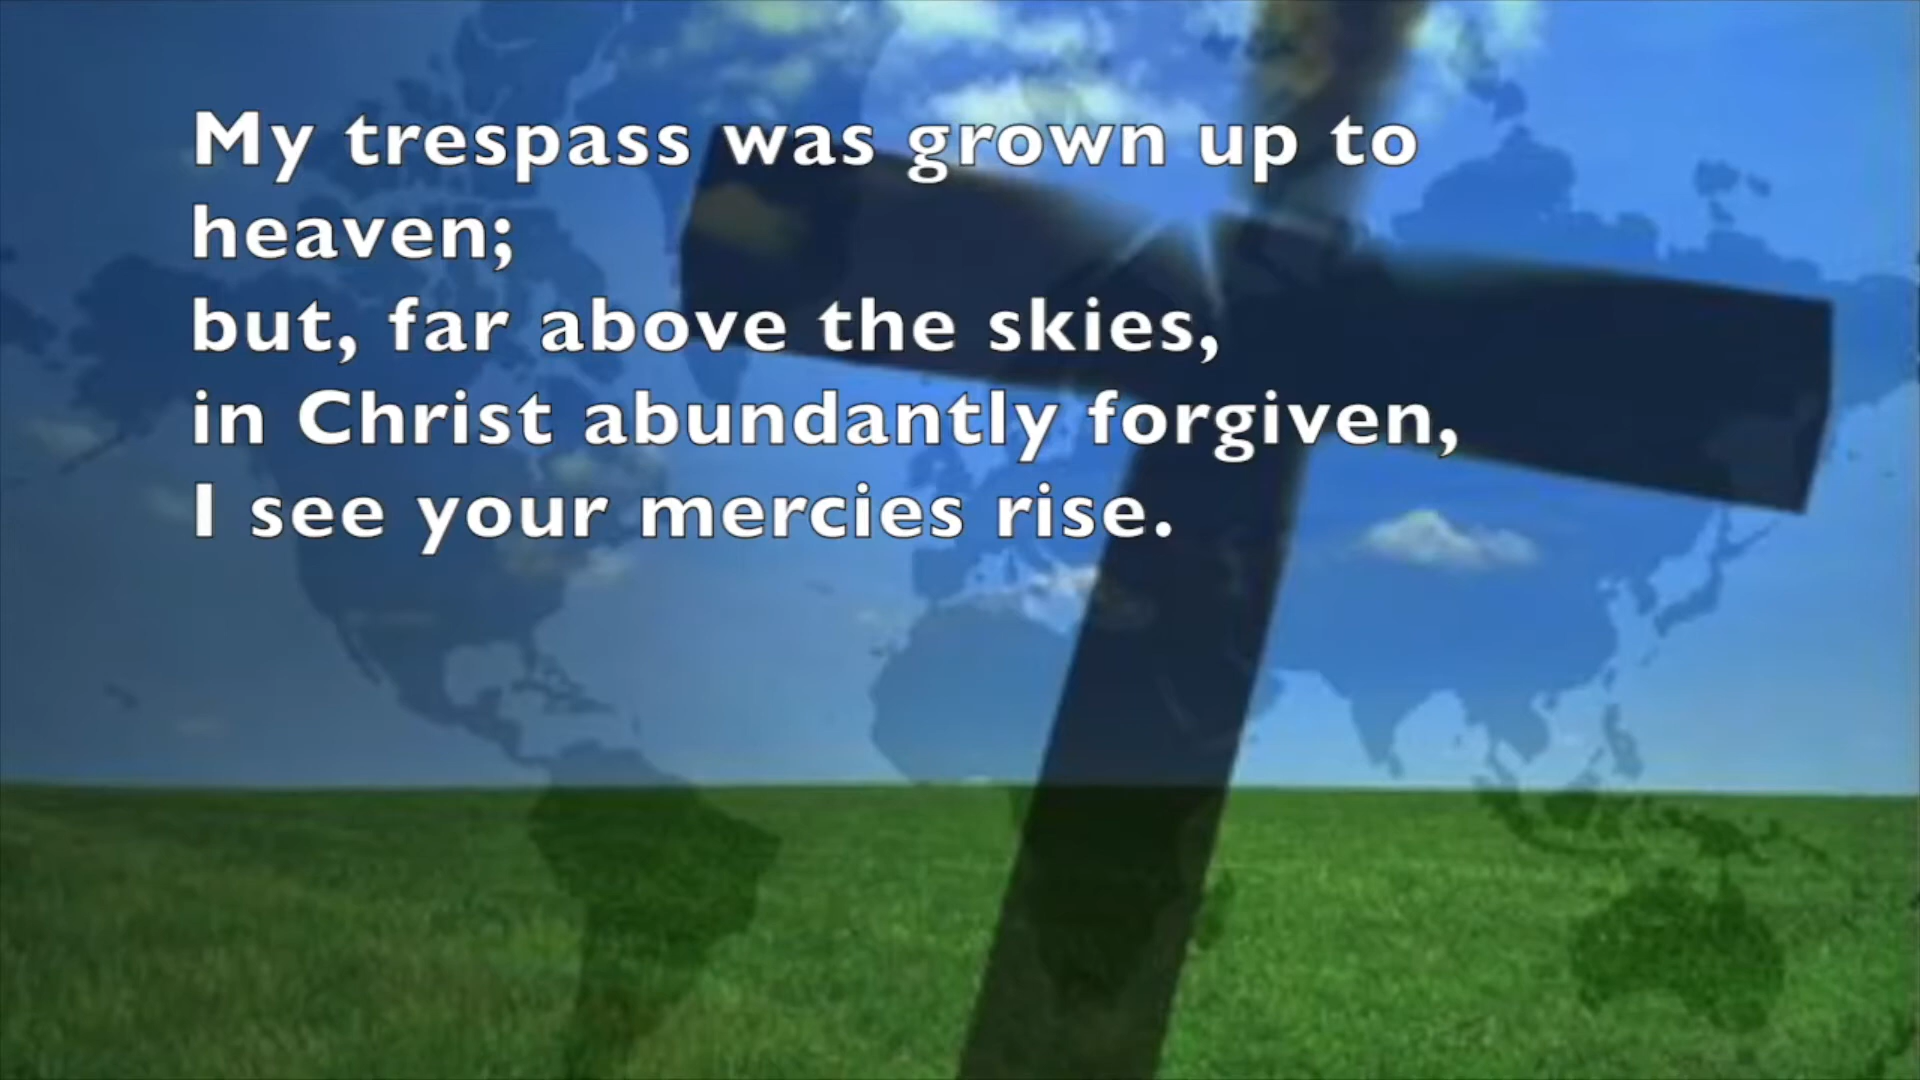 My trespass was grown up to
heaven;
but, far above the skies,
in Christ abundantly forgiven,
I see your mercies rise.